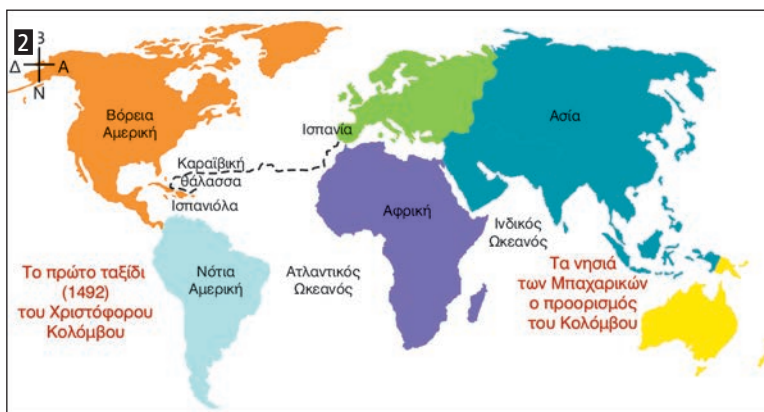 2
Β
Δ Α
Ν
Βόρεια
Αμερική
Ισπανία
Ασία
Καραϊβική
θάλασσα
Ισπανιόλα
Αφρική
Ινδικός
Ωκεανός
Το πρώτο ταξίδι
(1492)
του Χριστόφορου
Κολόμβου
Νότια
Αμερική
Ατλαντικός
Ωκεανός
Τα νησιά
των Μπαχαρικών
ο προορισμός
του Κολόμβου